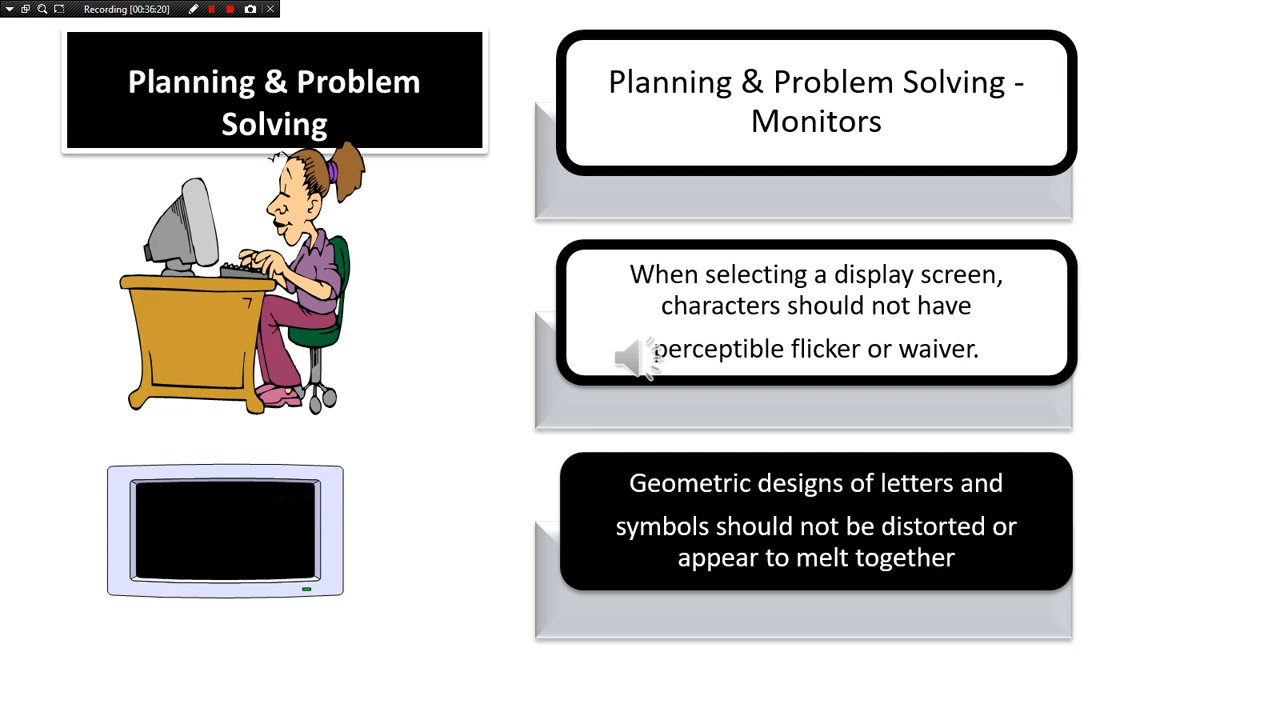 Recording [00:36:20]
Planning & Problem
Solving
Planning & Problem Solving -
Monitors
When selecting a display screen,
characters should not have
perceptible flicker or waiver.
Geometric designs of letters and
symbols should not be distorted or
appear to melt together